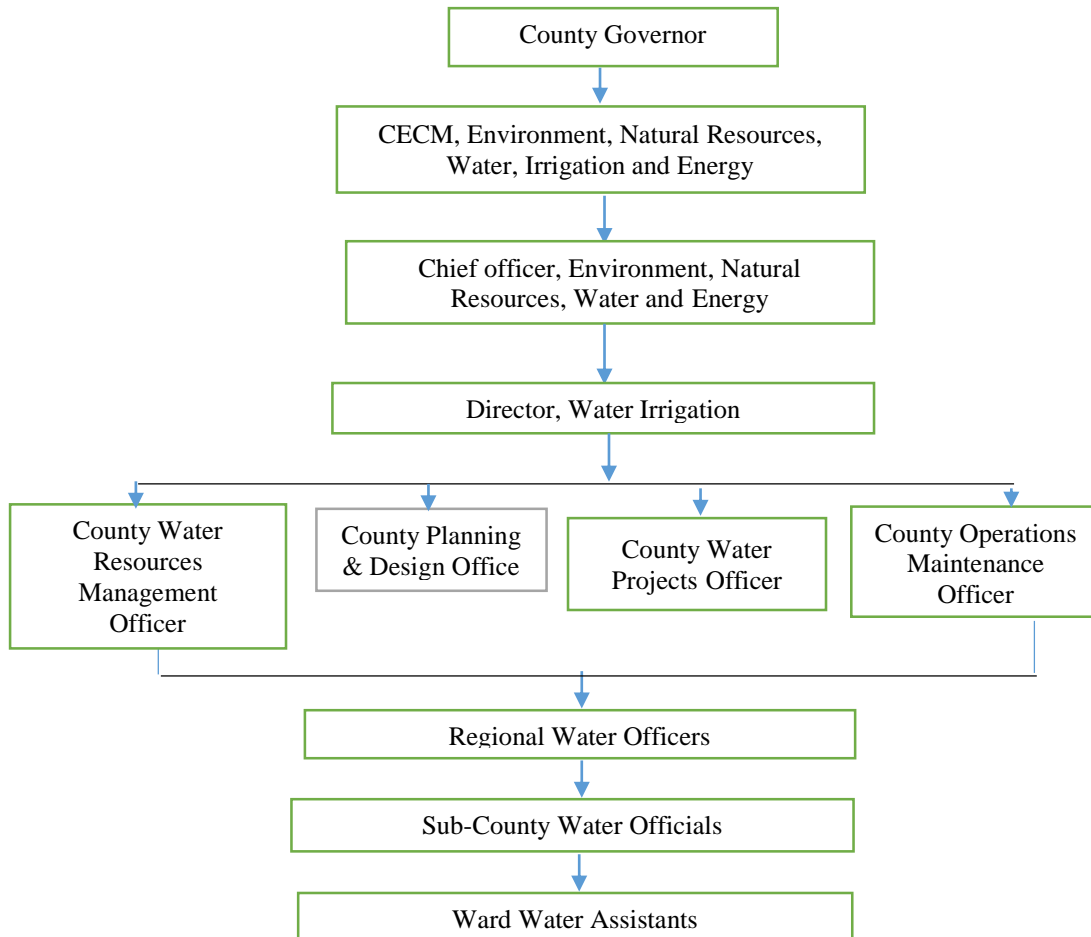 County Governor
CECM, Environment, Natural Resources,
Water, Irrigation and Energy
Chief officer, Environment, Natural
Resources, Water and Energy
Director, Water Irrigation
County Water
Resources
Management
Officer
County Planning
& Design Office
County Water
Projects Officer
County Operations
Maintenance
Officer
Regional Water Officers
Sub-County Water Officials
Ward Water Assistants